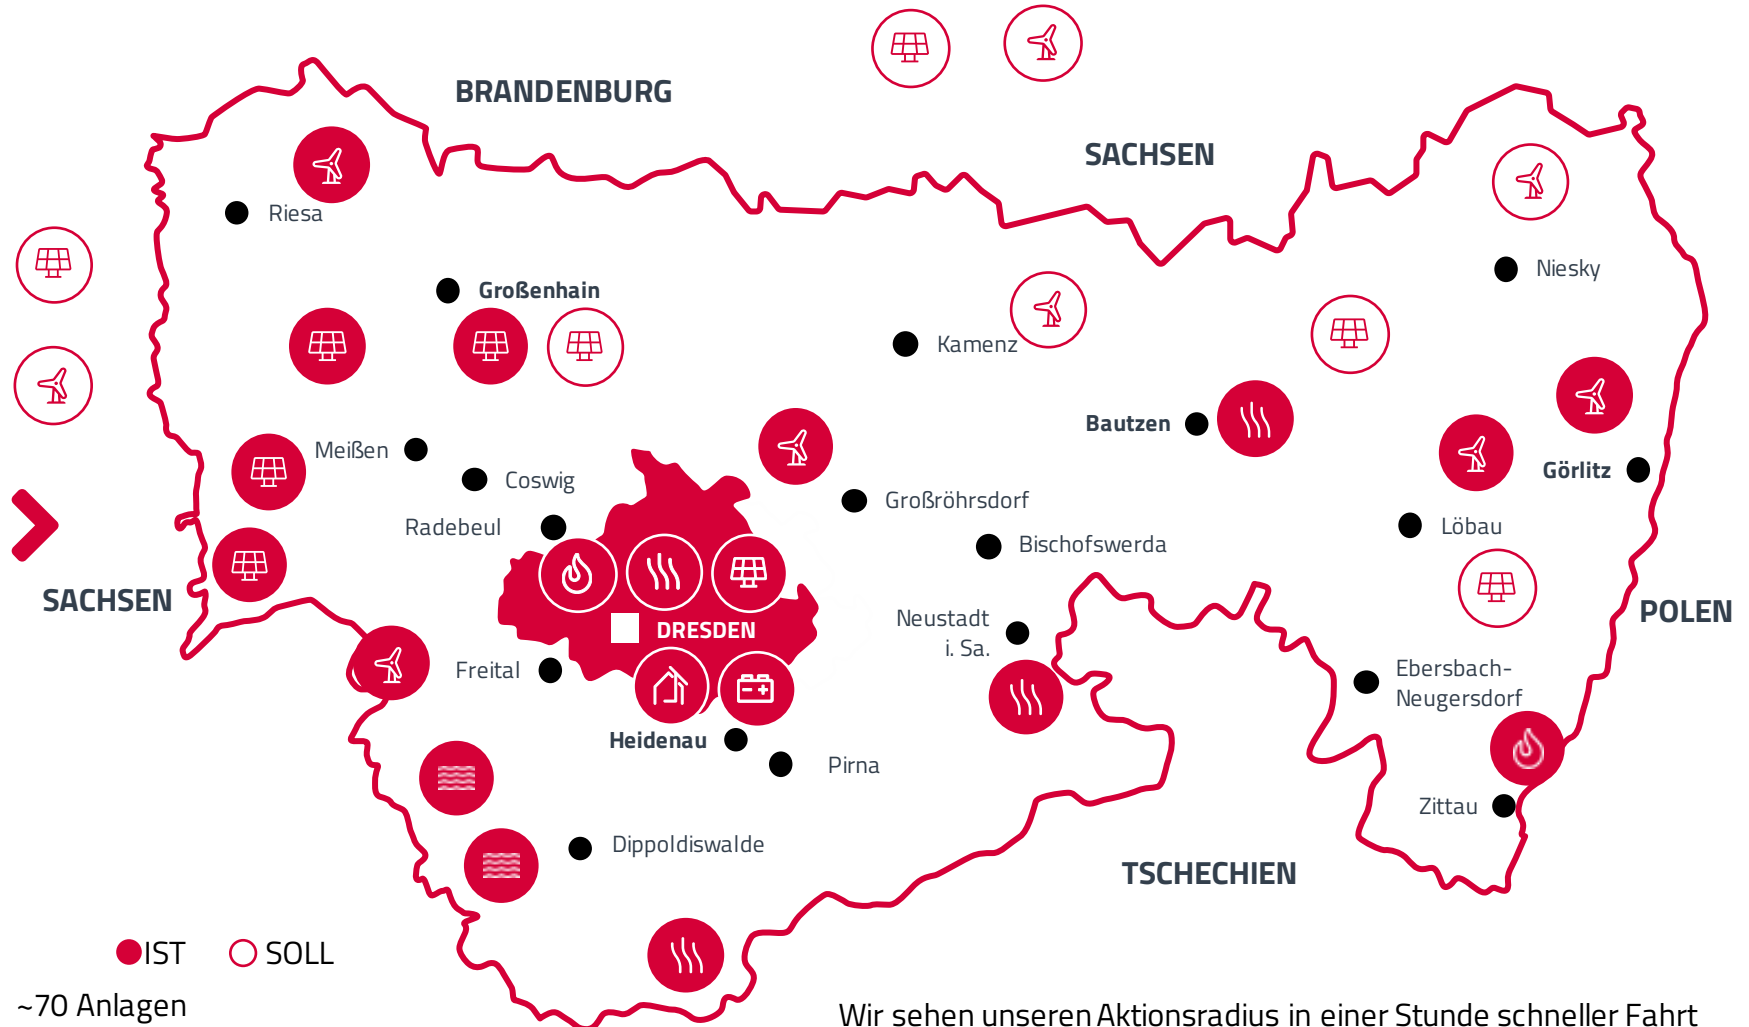 BRANDENBURG
SACHSEN
Riesa
Niesky
Großenhain
Kamenz
Bautzen
Meißen
Görlitz
Coswig
Großröhrsdorf
Radebeul
Löbau
Bischofswerda
SACHSEN
POLEN
Neustadt
i. Sa.
DRESDEN
Freital
Ebersbach-
Neugersdorf
Heidenau
Pirna
Zittau
Dippoldiswalde
TSCHECHIEN
IST
SOLL
~70 Anlagen
Wir sehen unseren Aktionsradius in einer Stunde schneller Fahrt